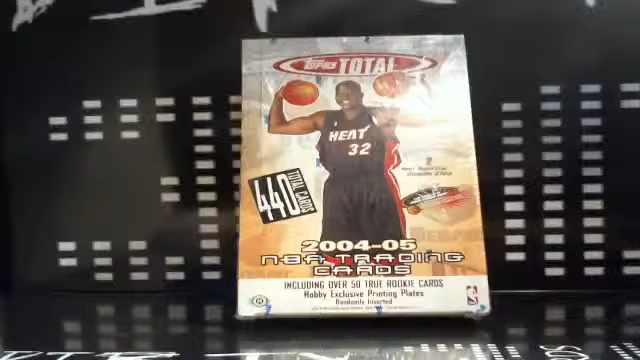 TOPPS TOTAL
HEAT
32
440
TOTAL CARDS
2004-05
NBA TRADING
CARDS
INCLUDING OVER 50 TRUE ROOKIE CARDS
Hobby Exclusive Printing Plates
Randomly Inserted